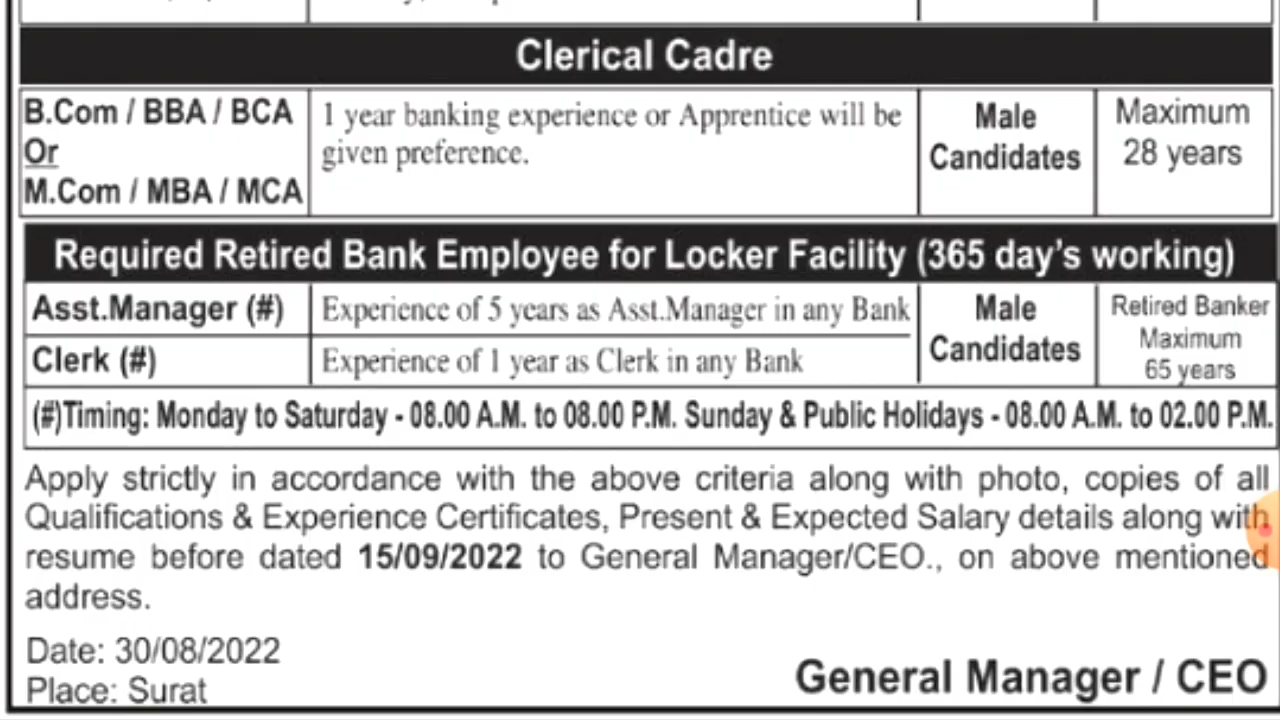 Clerical Cadre
B.Com / BBA / BCA
Or
M.Com / MBA / MCA
1 year banking experience or Apprentice will be
given preference.
Male
Candidates
Maximum
28 years
Required Retired Bank Employee for Locker Facility (365 day's working)
Asst.Manager (#)
Experience of 5 years as Asst.Manager in any Bank
Clerk (#)
Experience of 1 year as Clerk in any Bank
Male
Candidates
Retired Banker
Maximum
65 years
(#)Timing: Monday to Saturday - 08.00 A.M. to 08.00 P.M. Sunday & Public Holidays - 08.00 A.M. to 02.00 P.M.
Apply strictly in accordance with the above criteria along with photo, copies of all
Qualifications & Experience Certificates, Present & Expected Salary details along with
resume before dated 15/09/2022 to General Manager/CEO., on above mentioned
address.
Date: 30/08/2022
Place: Surat
General Manager / CEO